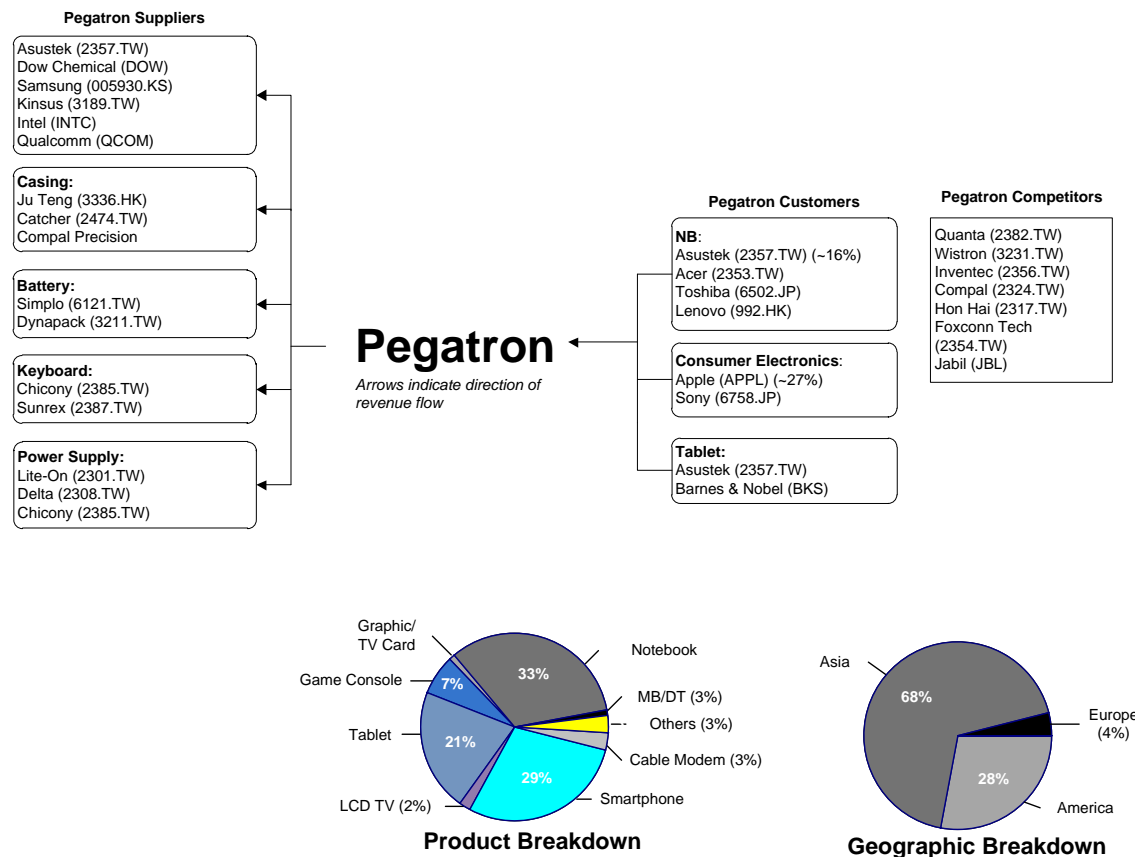 Pegatron Suppliers
Asustek (2357.TW)
Dow Chemical (DOW)
Samsung (005930.KS)
Kinsus (3189.TW)
Intel (INTC)
Qualcomm (QCOM)
Casing:
Ju Teng (3336.HK)
Catcher (2474.TW)
Compal Precision
Battery:
Simplo (6121.TW)
Dynapack (3211.TW)
Keyboard:
Chicony (2385.TW)
Sunrex (2387.TW)
Power Supply:
Lite-On (2301.TW)
Delta (2308.TW)
Chicony (2385.TW)
Pegatron
Arrows indicate direction of
revenue flow
Pegatron Customers
NB:
Asustek (2357.TW) (~16%)
Acer (2353.TW)
Toshiba (6502.JP)
Lenovo (992.HK)
Consumer Electronics:
Apple (APPL) (~27%)
Sony (6758.JP)
Tablet:
Asustek (2357.TW)
Barnes & Nobel (BKS)
Pegatron Competitors
Quanta (2382.TW)
Wistron (3231.TW)
Inventec (2356.TW)
Compal (2324.TW)
Hon Hai (2317.TW)
Foxconn Tech
(2354.TW)
Jabil (JBL)
Graphic/
TV Card
Game Console
7%
Tablet
21%
LCD TV (2%)
33%
Notebook
MB/DT (3%)
Others (3%)
Cable Modem (3%)
29%
Smartphone
Product Breakdown
Asia
68%
Europe
(4%)
28%
America
Geographic Breakdown